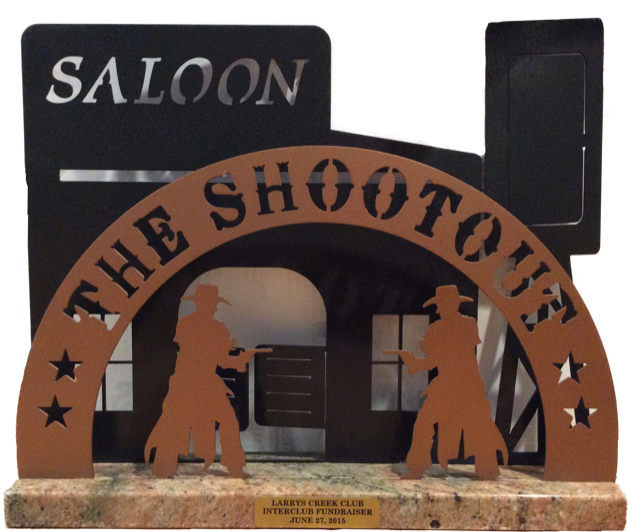 SALOON
THE SHOOTOUT
LARRYS CREEK CLUB
INTERCLUB FUNDRAISER
JUNE 27, 2015